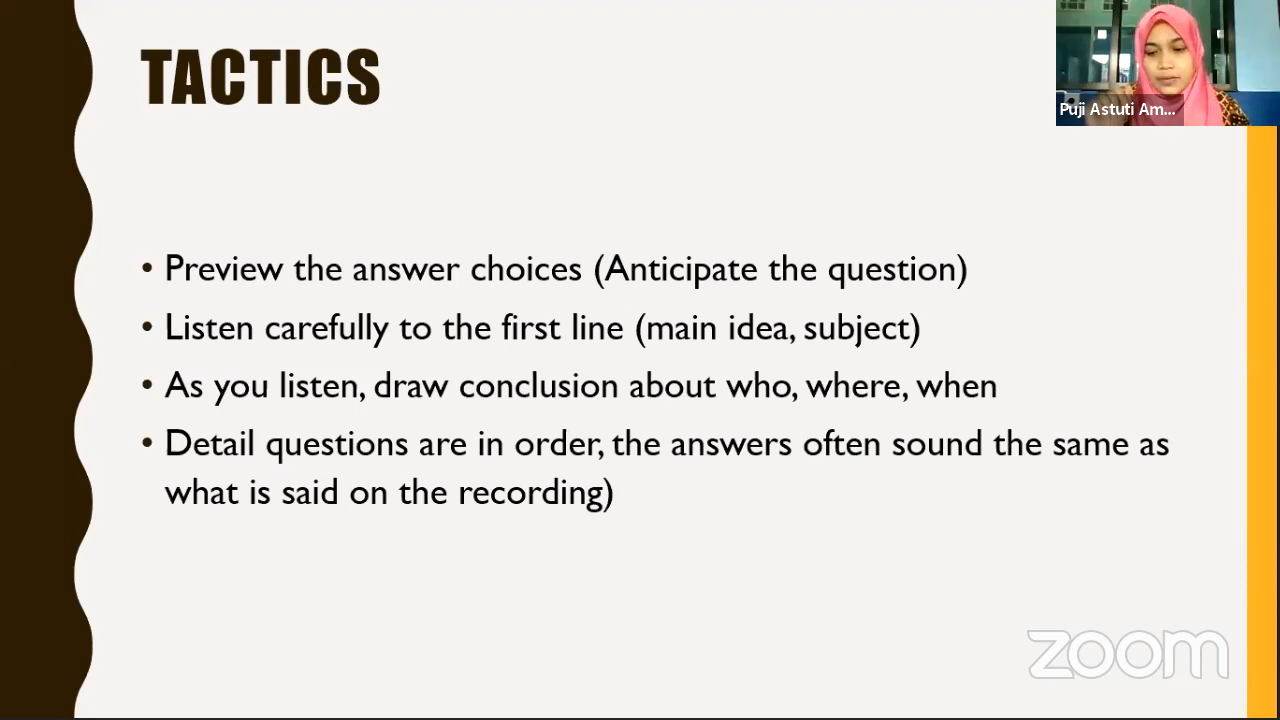 TACTICS
Puji Astuti Am...
• Preview the answer choices (Anticipate the question)
• Listen carefully to the first line (main idea, subject)
• As you listen, draw conclusion about who, where, when
• Detail questions are in order, the answers often sound the same as
what is said on the recording)
zoom